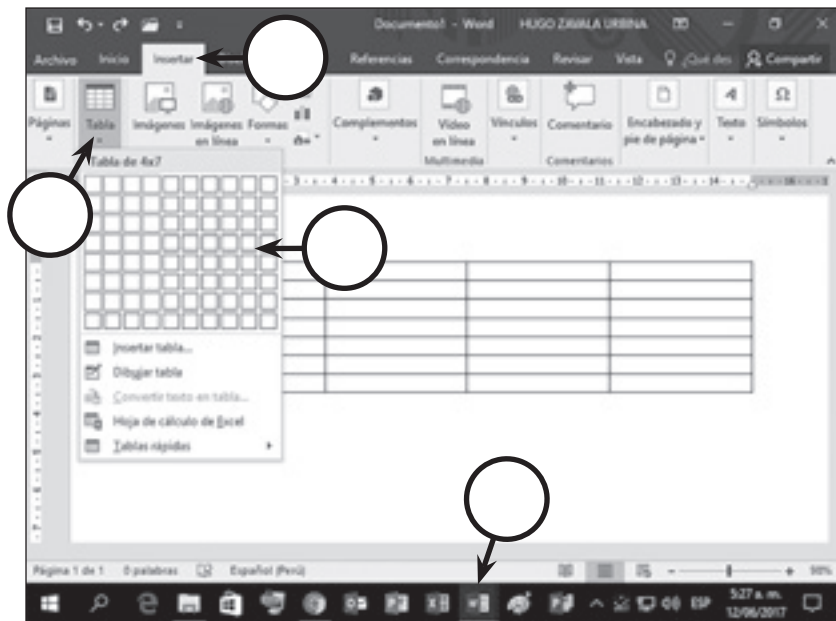 Documento1 - Word HUGO ZAVALA URBINA
Archivo Inicio Insertar Referencias Correspondencia Revisar Vista ¿Qué des Compartir
Páginas Tabla Imágenes Imágenes en línea Formas Complementos Vídeo en línea Vínculos Comentario Encabezado y pie de página Texto Símbolos
Multimedia Comentarios
Tabla de 4x7
Insertar tabla...
Dibujar tabla
Convertir texto en tabla...
Hoja de cálculo de Excel
Tablas rápidas
Página 1 de 1 0 palabras Español (Perú) 98%
ESP 5:27 a. m.
12/06/2017